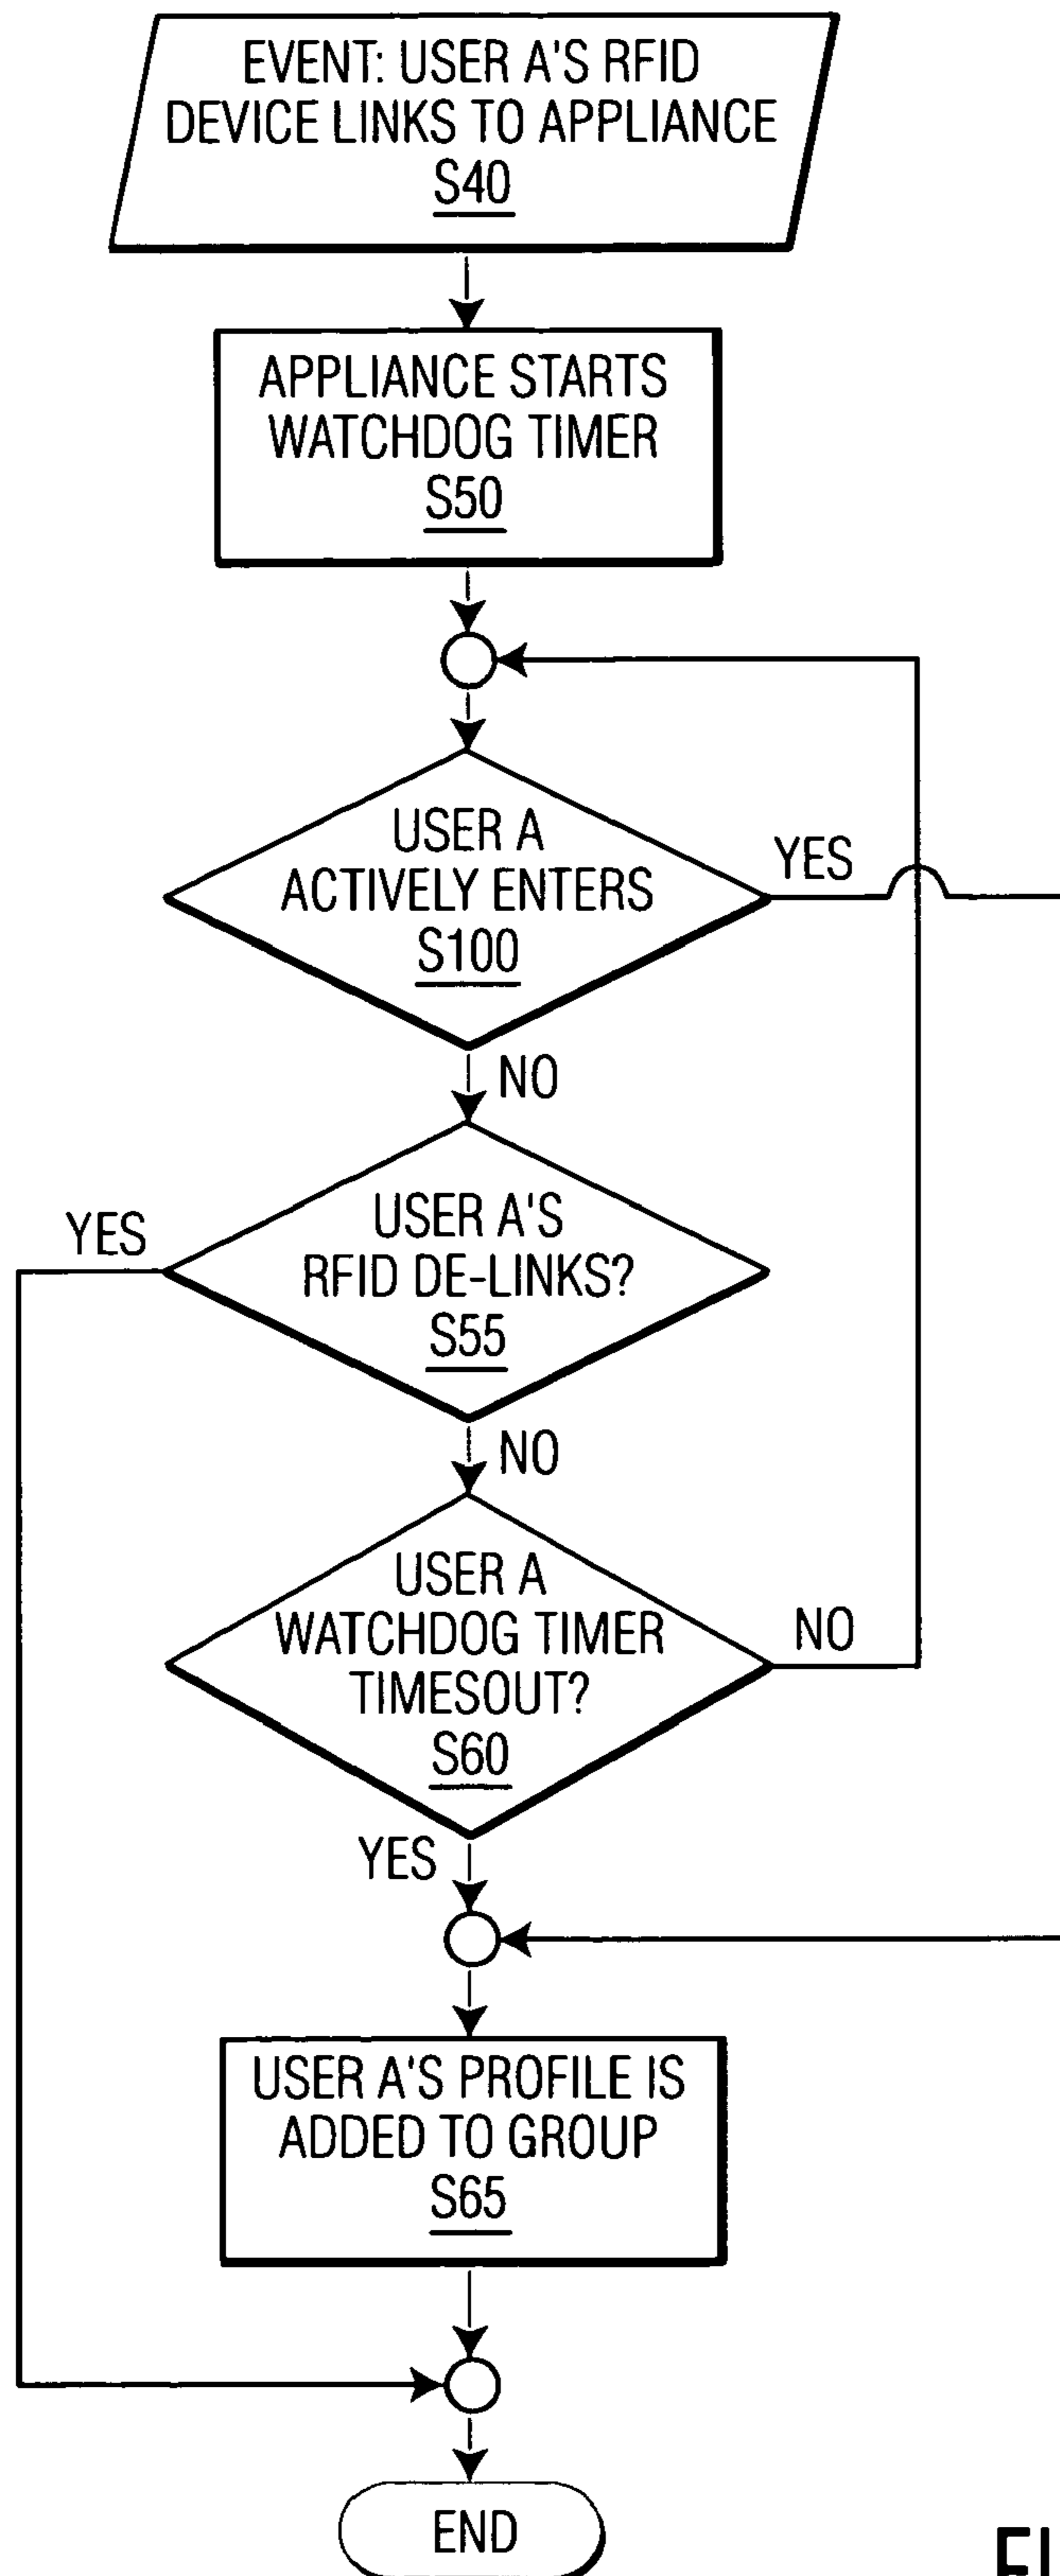 EVENT: USER A'S RFID
DEVICE LINKS TO APPLIANCE
S40
APPLIANCE STARTS
WATCHDOG TIMER
S50
USER A
ACTIVELY ENTERS
S100
YES
NO
USER A'S
RFID DE-LINKS?
S55
YES
NO
USER A
WATCHDOG TIMER
TIMESOUT?
S60
NO
YES
USER A'S PROFILE IS
ADDED TO GROUP
S65
END